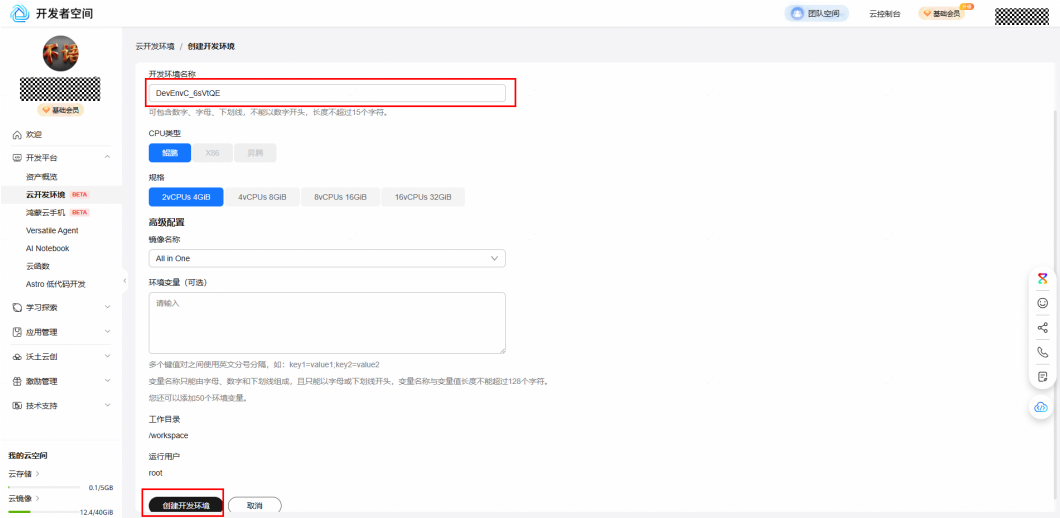 开发者空间
团队空间
云控制台
基础会员
升级
不语
基础会员
欢迎
开发平台
资产概览
云开发环境 BETA
鸿蒙云手机 BETA
Versatile Agent
AI Notebook
云函数
Astro 低代码开发
学习探索
应用管理
沃土云创
激励管理
技术支持
我的云空间
云存储
0.1/5GB
云镜像
12.4/40GiB
云开发环境 / 创建开发环境
开发环境名称
DevEnvC_6sVtQE
可包含数字、字母、下划线，不能以数字开头，长度不超过15个字符。
CPU类型
鲲鹏 X86 昇腾
规格
2vCPUs 4GiB 4vCPUs 8GiB 8vCPUs 16GiB 16vCPUs 32GiB
高级配置
镜像名称
All in One
环境变量（可选）
请输入
多个键值对之间使用英文分号分隔，如：key1=value1;key2=value2
变量名称只能由字母、数字和下划线组成，且只能以字母或下划线开头，变量名称与变量值长度不能超过128个字符。
您还可以添加50个环境变量。
工作目录
/workspace
运行用户
root
创建开发环境 取消